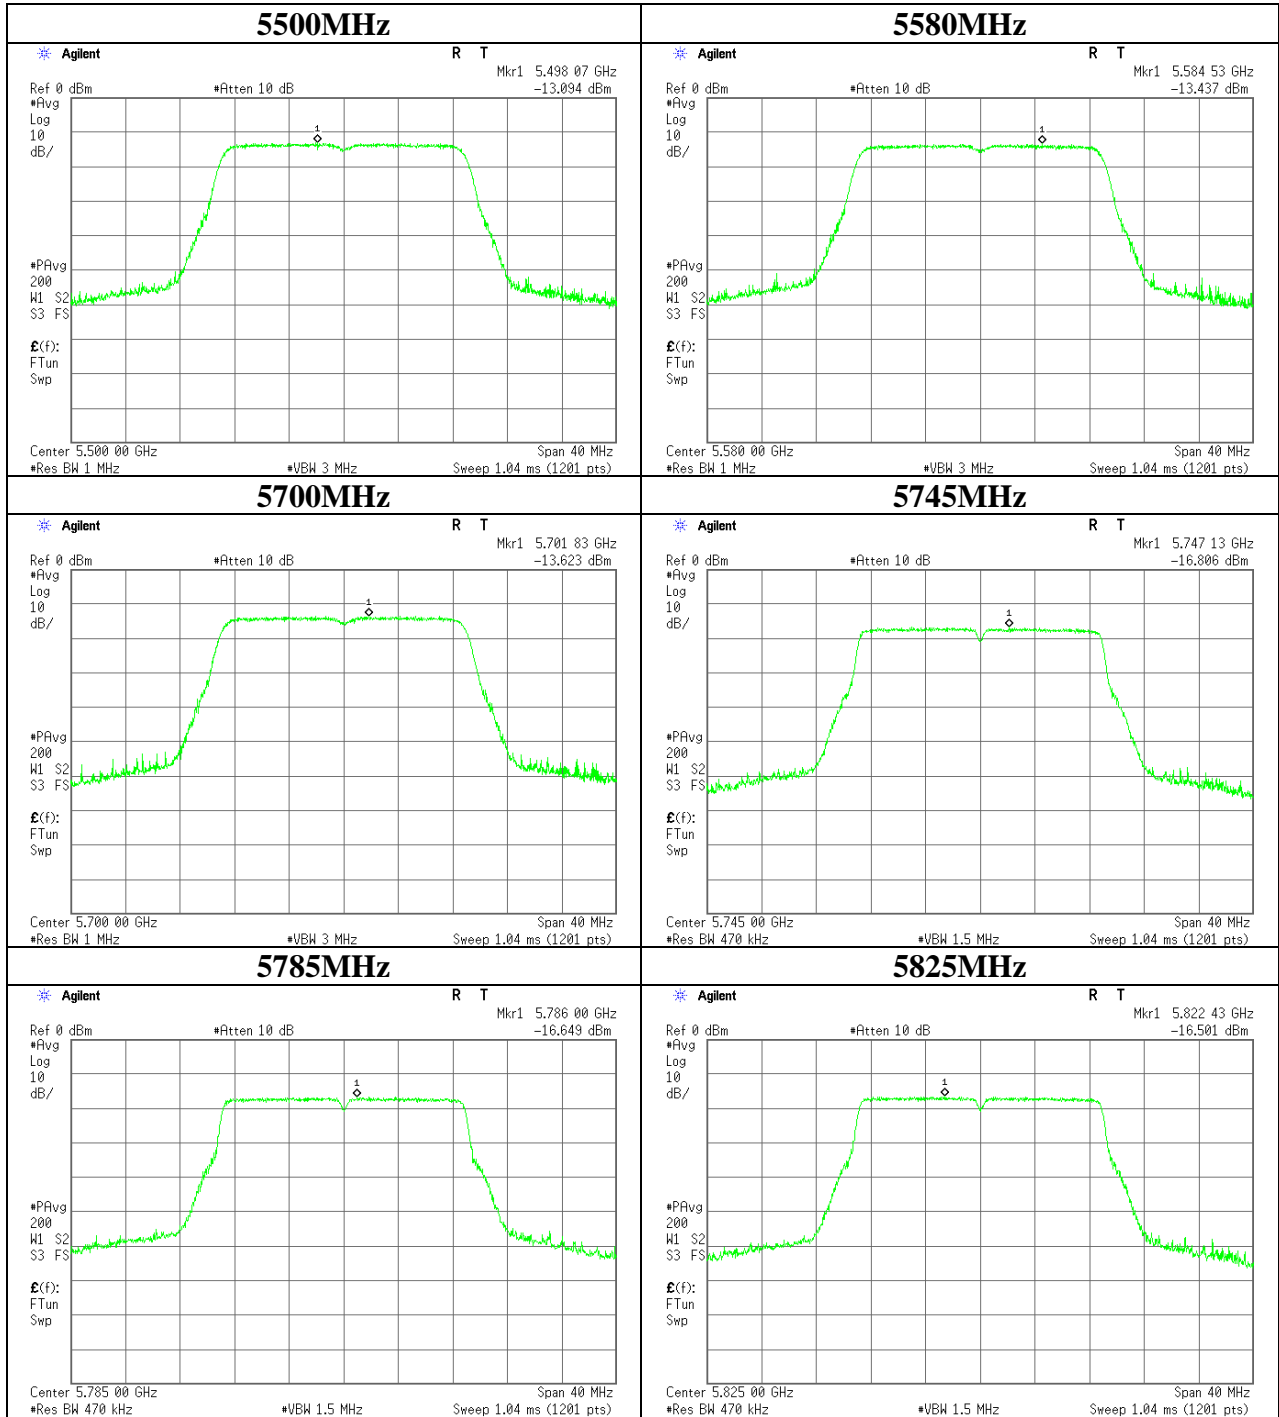 5500MHz
Agilent
R T
Mkr1 5.498 07 GHz
Ref 0 dBm
#Atten 10 dB
-13.094 dBm
#Avg
Log
10
dB/
1
#PAvg
200
W1 S2
S3 FS
£(f):
FTun
Swp
Center 5.500 00 GHz
Span 40 MHz
#Res BW 1 MHz
#VBW 3 MHz
Sweep 1.04 ms (1201 pts)
5580MHz
Agilent
R T
Mkr1 5.584 53 GHz
Ref 0 dBm
#Atten 10 dB
-13.437 dBm
#Avg
Log
10
dB/
1
#PAvg
200
W1 S2
S3 FS
£(f):
FTun
Swp
Center 5.580 00 GHz
Span 40 MHz
#Res BW 1 MHz
#VBW 3 MHz
Sweep 1.04 ms (1201 pts)
5700MHz
Agilent
R T
Mkr1 5.701 83 GHz
Ref 0 dBm
#Atten 10 dB
-13.623 dBm
#Avg
Log
10
dB/
1
#PAvg
200
W1 S2
S3 FS
£(f):
FTun
Swp
Center 5.700 00 GHz
Span 40 MHz
#Res BW 1 MHz
#VBW 3 MHz
Sweep 1.04 ms (1201 pts)
5745MHz
Agilent
R T
Mkr1 5.747 13 GHz
Ref 0 dBm
#Atten 10 dB
-16.806 dBm
#Avg
Log
10
dB/
1
#PAvg
200
W1 S2
S3 FS
£(f):
FTun
Swp
Center 5.745 00 GHz
Span 40 MHz
#Res BW 470 kHz
#VBW 1.5 MHz
Sweep 1.04 ms (1201 pts)
5785MHz
Agilent
R T
Mkr1 5.786 00 GHz
Ref 0 dBm
#Atten 10 dB
-16.649 dBm
#Avg
Log
10
dB/
1
#PAvg
200
W1 S2
S3 FS
£(f):
FTun
Swp
Center 5.785 00 GHz
Span 40 MHz
#Res BW 470 kHz
#VBW 1.5 MHz
Sweep 1.04 ms (1201 pts)
5825MHz
Agilent
R T
Mkr1 5.822 43 GHz
Ref 0 dBm
#Atten 10 dB
-16.501 dBm
#Avg
Log
10
dB/
1
#PAvg
200
W1 S2
S3 FS
£(f):
FTun
Swp
Center 5.825 00 GHz
Span 40 MHz
#Res BW 470 kHz
#VBW 1.5 MHz
Sweep 1.04 ms (1201 pts)